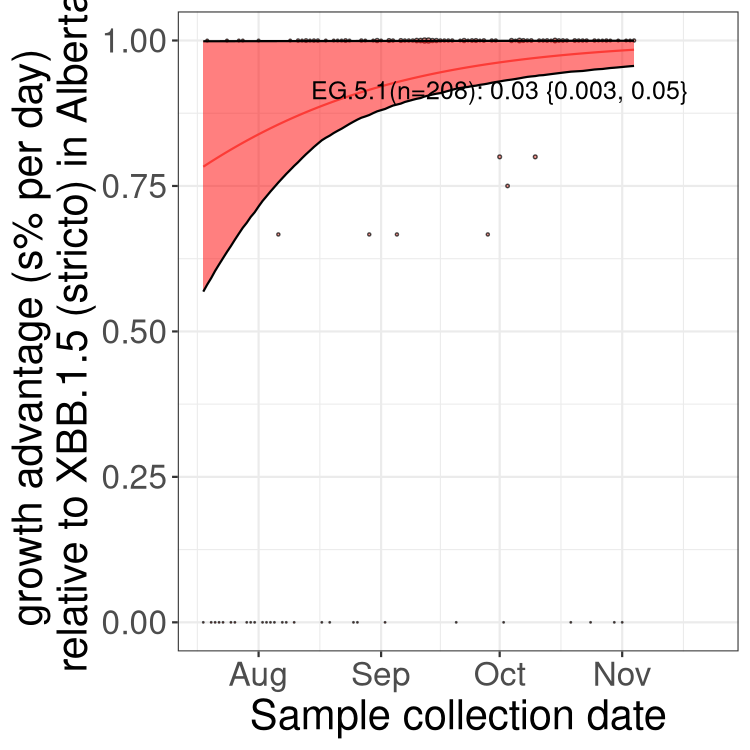 growth advantage (s% per day)
relative to XBB.1.5 (stricto) in Alberta
1.00
0.75
0.50
0.25
0.00
EG.5.1(n=208): 0.03 {0.003, 0.05}
Aug Sep Oct Nov
Sample collection date